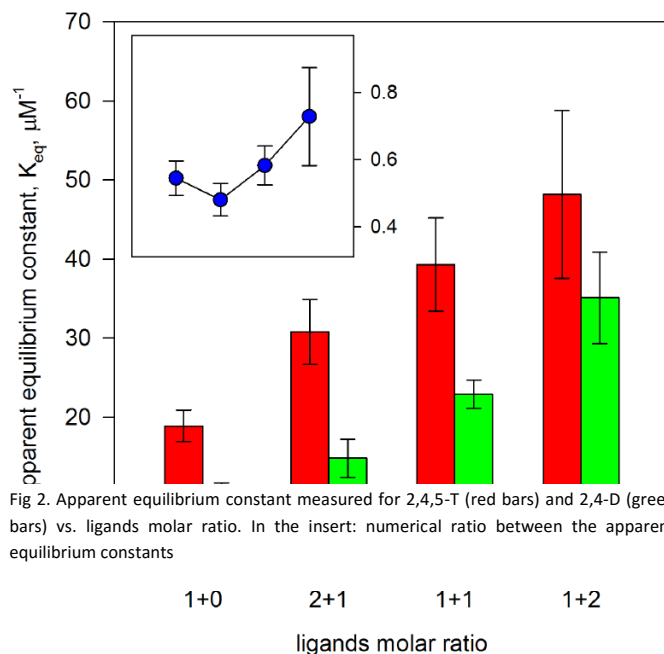 70
60
50
40
30
20
0.8
0.6
0.4
apparent equilibrium constant, Keq, μM-1
Fig 2. Apparent equilibrium constant measured for 2,4,5-T (red bars) and 2,4-D (gree
bars) vs. ligands molar ratio. In the insert: numerical ratio between the apparen
equilibrium constants
1+0 2+1 1+1 1+2
ligands molar ratio